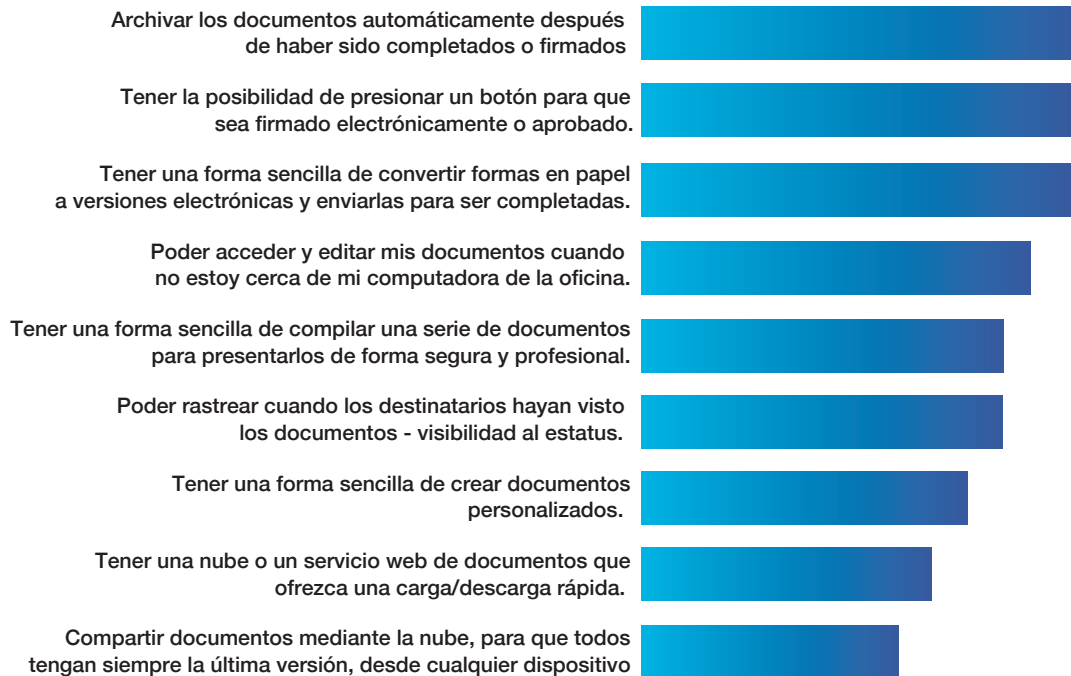 Archivar los documentos automáticamente después
de haber sido completados o firmados
Tener la posibilidad de presionar un botón para que
sea firmado electrónicamente o aprobado.
Tener una forma sencilla de convertir formas en papel
a versiones electrónicas y enviarlas para ser completadas.
Poder acceder y editar mis documentos cuando
no estoy cerca de mi computadora de la oficina.
Tener una forma sencilla de compilar una serie de documentos
para presentarlos de forma segura y profesional.
Poder rastrear cuando los destinatarios hayan visto
los documentos - visibilidad al estatus.
Tener una forma sencilla de crear documentos
personalizados.
Tener una nube o un servicio web de documentos que
ofrezca una carga/descarga rápida.
Compartir documentos mediante la nube, para que todos
tengan siempre la última versión, desde cualquier dispositivo